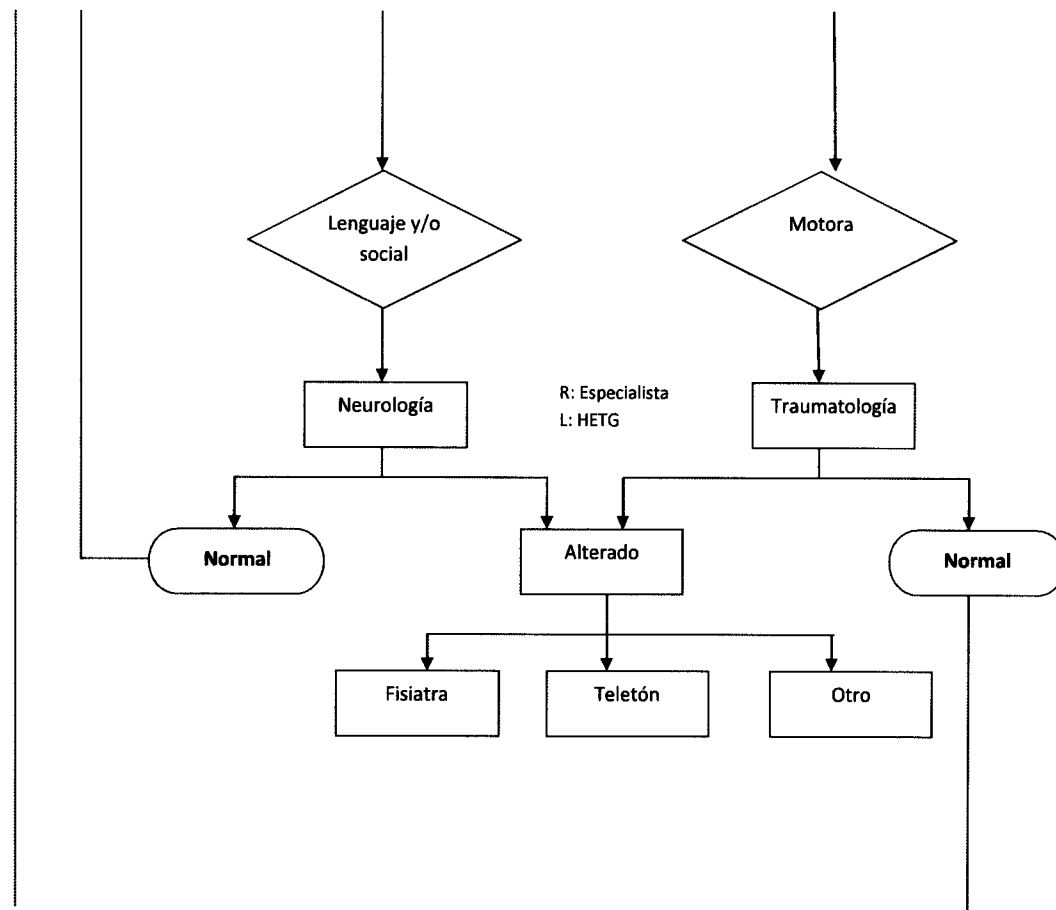 Lenguaje y/o
social
Motora
Neurología
R: Especialista
L: HETG
Traumatología
Normal
Alterado
Normal
Fisiatra
Teletón
Otro